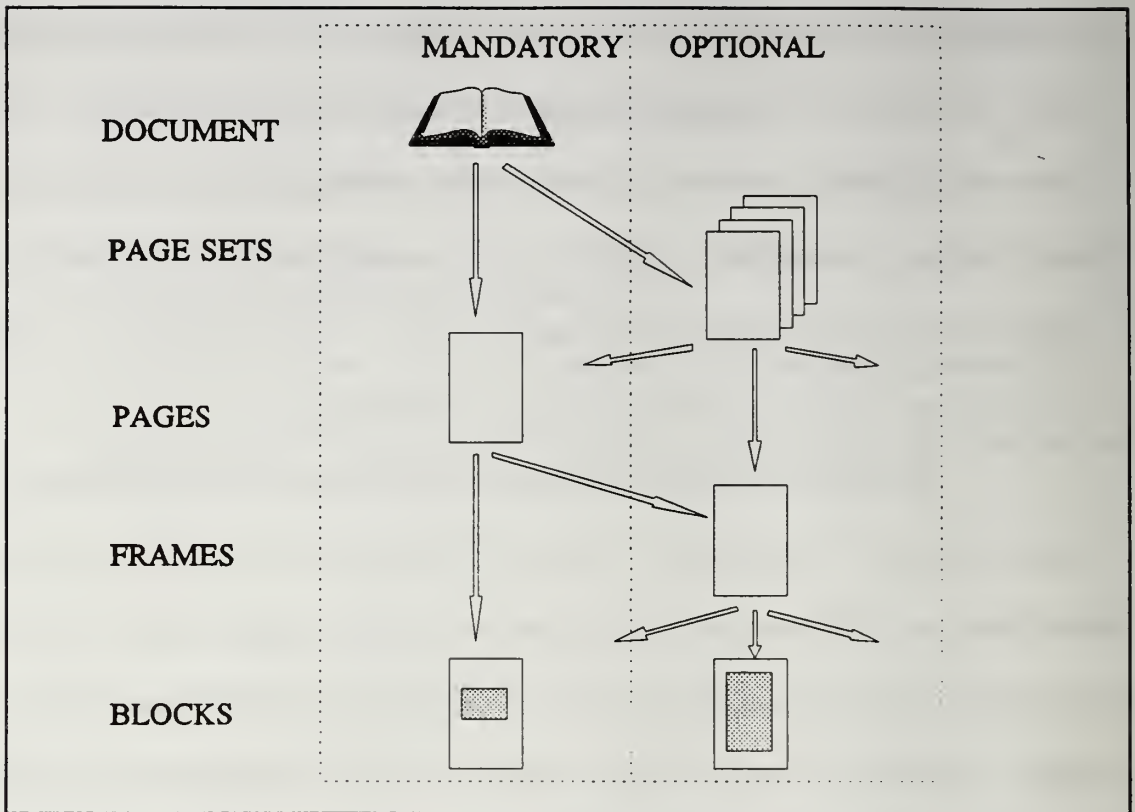 MANDATORY OPTIONAL
DOCUMENT
PAGE SETS
PAGES
FRAMES
BLOCKS